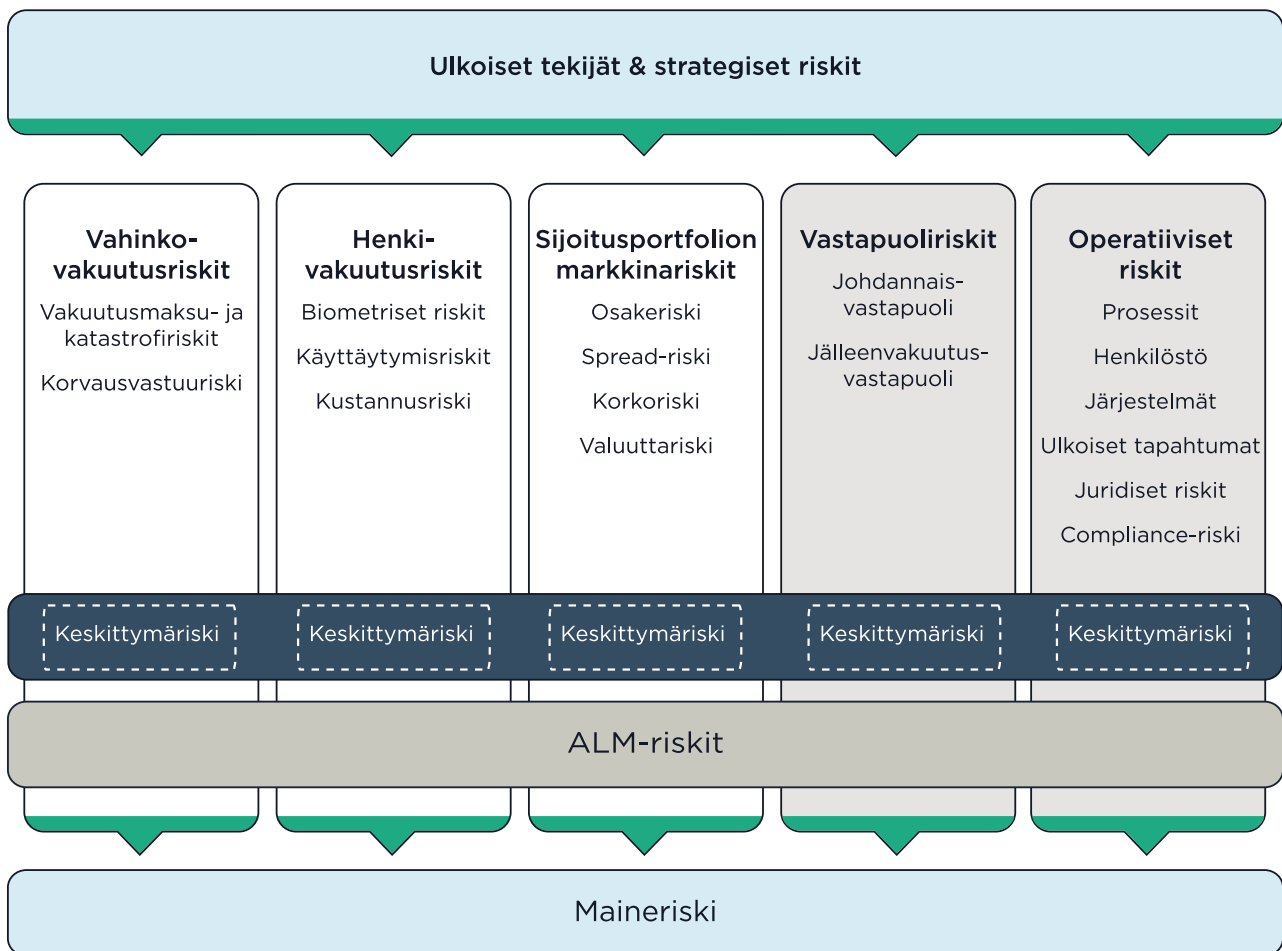 Ulkoiset tekijät & strategiset riskit
Vahinko-
vakuutusriskit
Vakuutusmaksu- ja
katastrofiriskit
Korvausvastuuriski
Henki-
vakuutusriskit
Biometriset riskit
Käyttäytymisriskit
Kustannusriski
Sijoitusportfolion
markkinariskit
Osakeriski
Spread-riski
Korkoriski
Valuuttariski
Vastapuoliriskit
Johdannais-
vastapuoli
Jälleenvakuutus-
vastapuoli
Operatiiviset
riskit
Prosessit
Henkilöstö
Järjestelmät
Ulkoiset tapahtumat
Juridiset riskit
Compliance-riski
Keskittymäriski
Keskittymäriski
Keskittymäriski
Keskittymäriski
Keskittymäriski
ALM-riskit
Maineriski